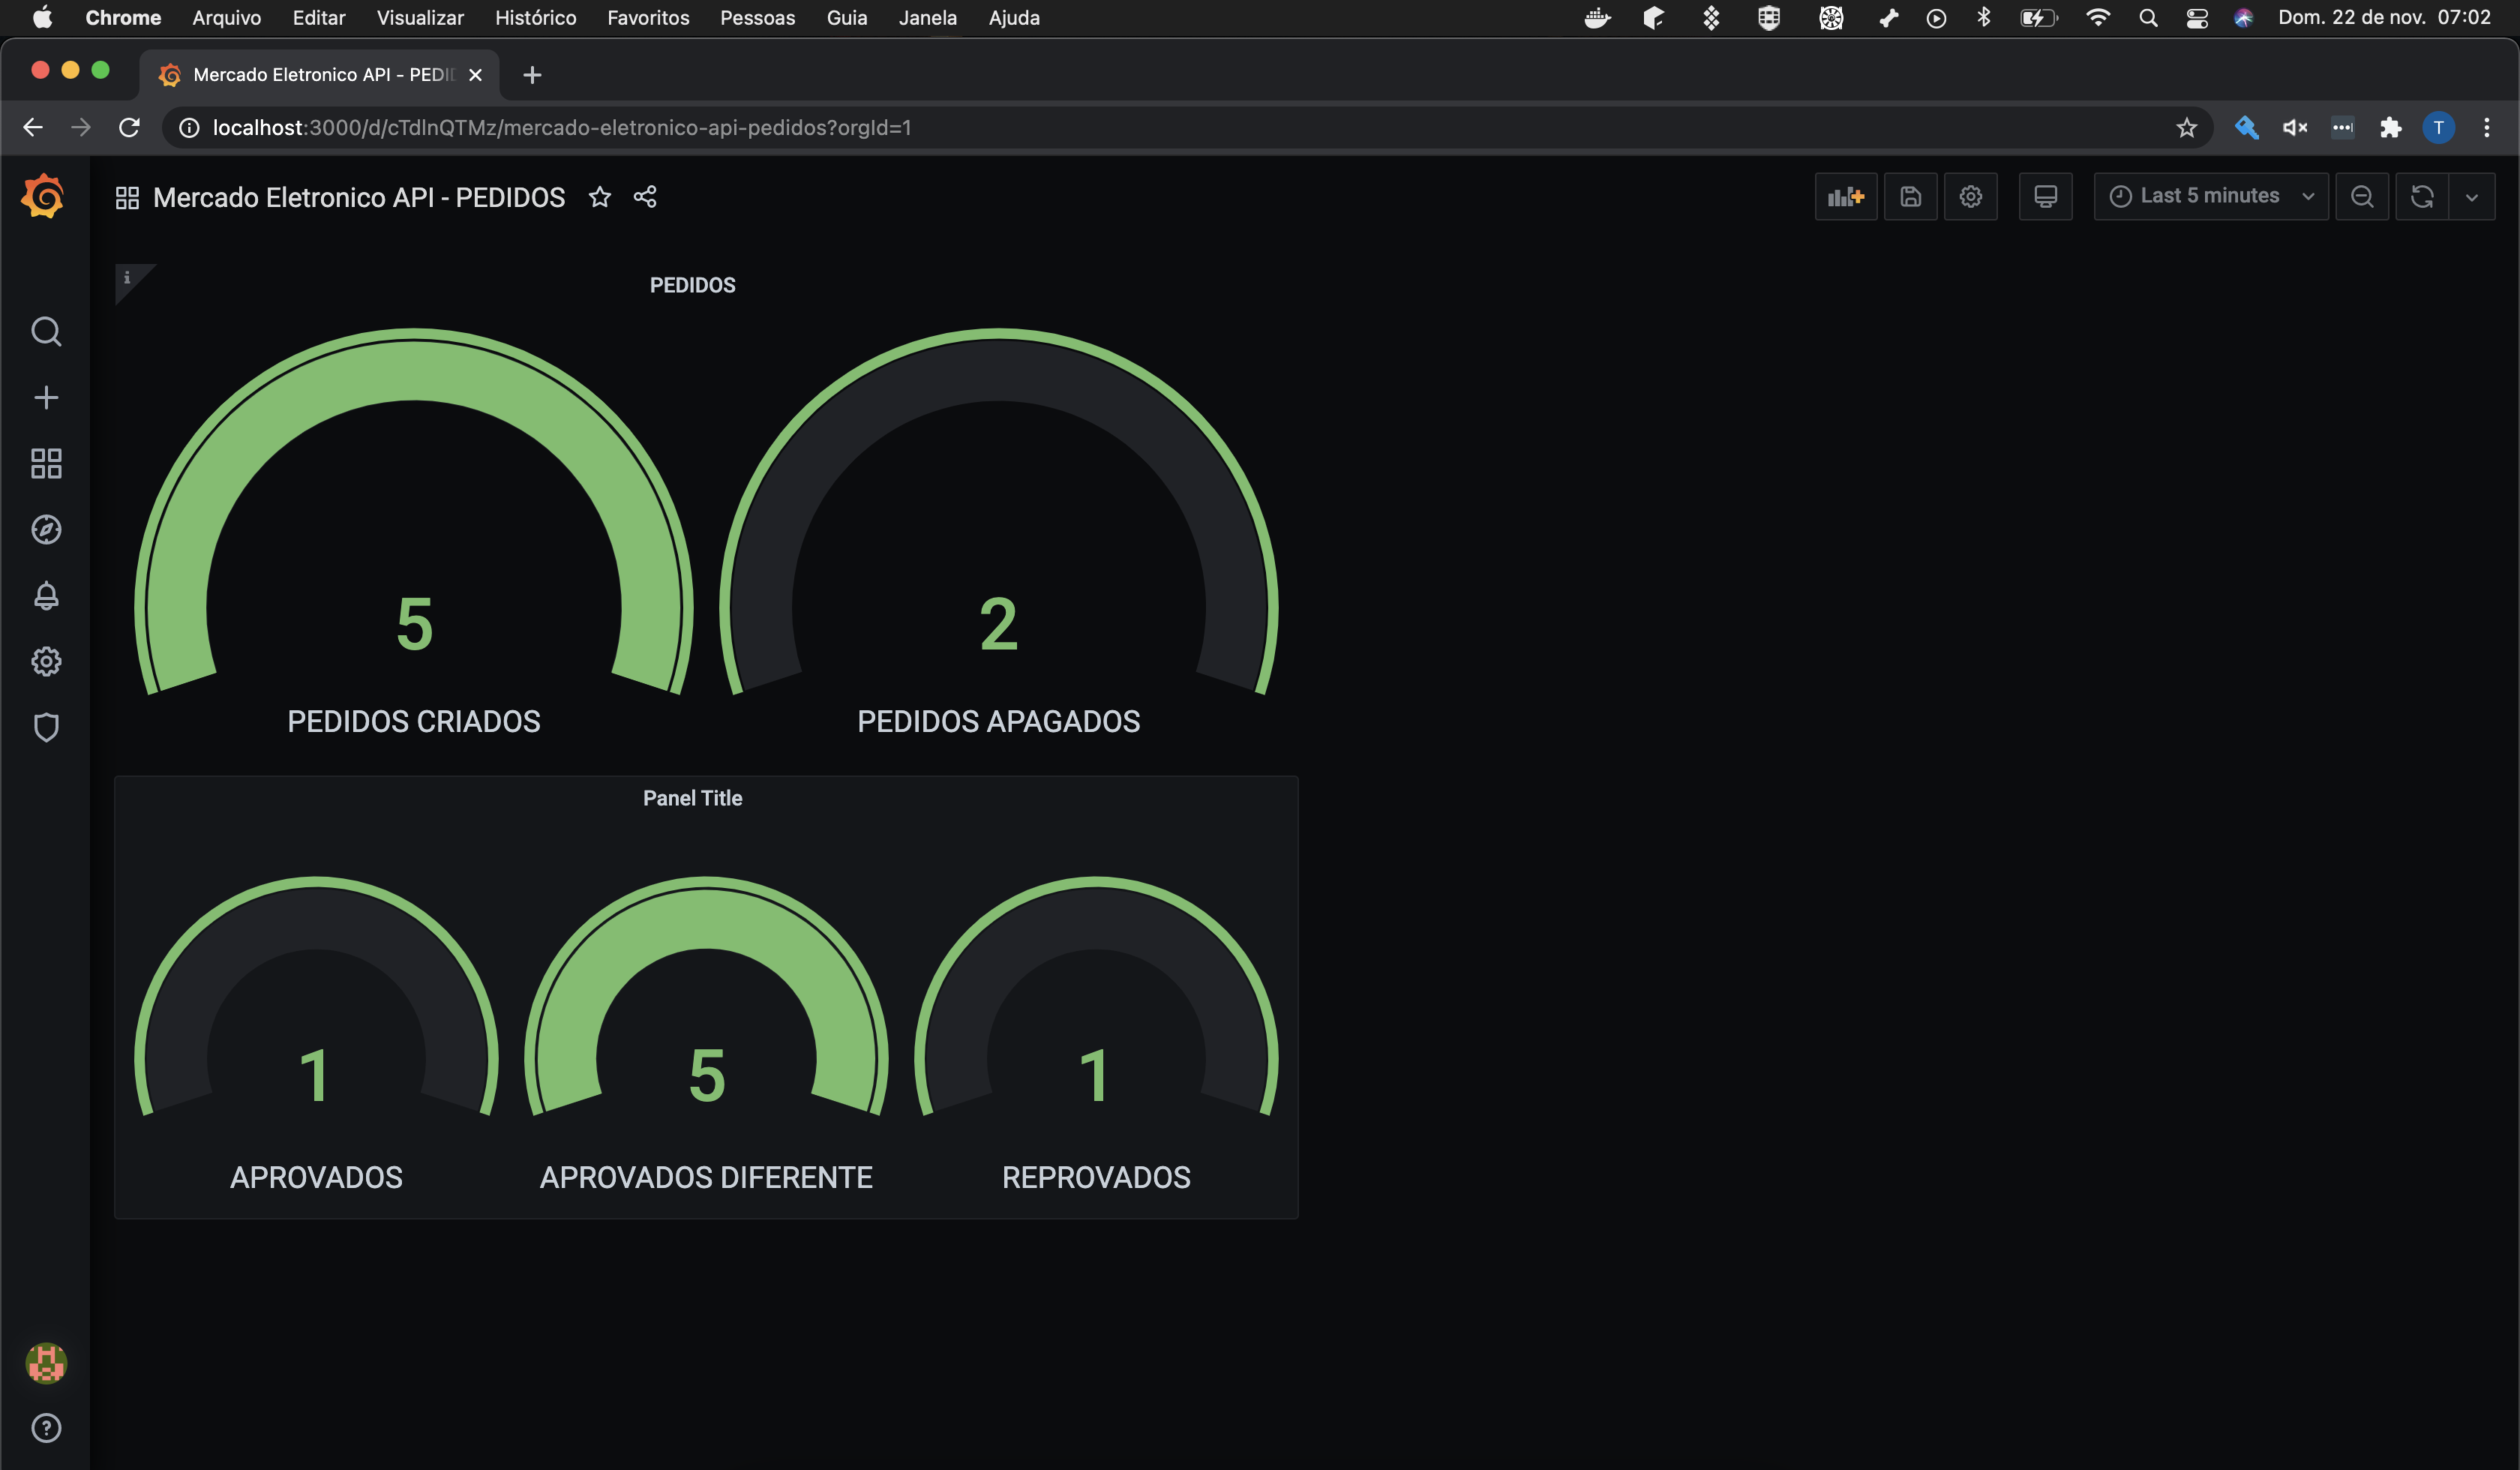 Chrome Arquivo Editar Visualizar Histórico Favoritos Pessoas Guia Janela Ajuda Dom. 22 de nov. 07:02
Mercado Eletronico API - PEDI
localhost:3000/d/cTdlnQTMz/mercado-eletronico-api-pedidos?orgId=1
T
Mercado Eletronico API - PEDIDOS
Last 5 minutes
i
PEDIDOS
5
2
PEDIDOS CRIADOS
PEDIDOS APAGADOS
Panel Title
1
5
1
APROVADOS
APROVADOS DIFERENTE
REPROVADOS